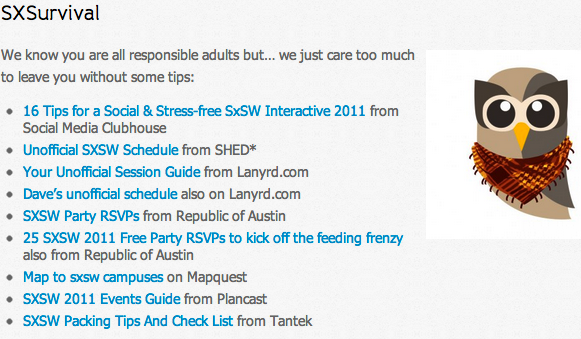 SXSurvival
We know you are all responsible adults but... we just care too much
to leave you without some tips:
16 Tips for a Social & Stress-free SxSW Interactive 2011 from
Social Media Clubhouse
Unofficial SXSW Schedule from SHED*
Your Unofficial Session Guide from Lanyrd.com
Dave's unofficial schedule also on Lanyrd.com
SXSW Party RSVPs from Republic of Austin
25 SXSW 2011 Free Party RSVPs to kick off the feeding frenzy
also from Republic of Austin
Map to sxsw campuses on Mapquest
SXSW 2011 Events Guide from Plancast
SXSW Packing Tips And Check List from Tantek